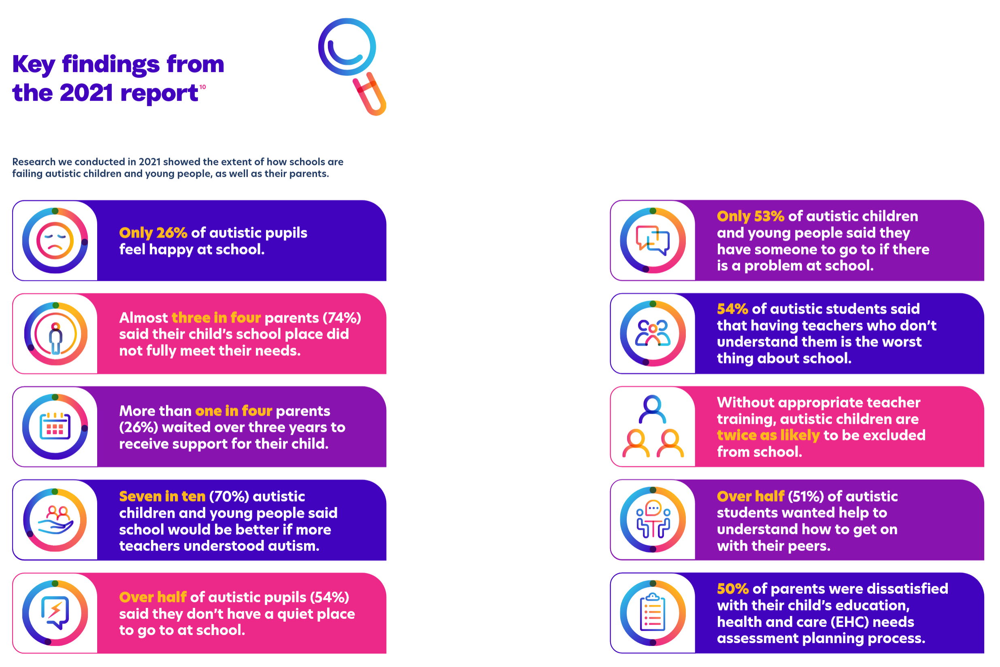 Key findings from
the 2021 report10
Research we conducted in 2021 showed the extent of how schools are
failing autistic children and young people, as well as their parents.
Only 26% of autistic pupils
feel happy at school.
Almost three in four parents (74%)
said their child’s school place did
not fully meet their needs.
More than one in four parents
(26%) waited over three years to
receive support for their child.
Seven in ten (70%) autistic
children and young people said
school would be better if more
teachers understood autism.
Over half of autistic pupils (54%)
said they don’t have a quiet place
to go to at school.
Only 53% of autistic children
and young people said they
have someone to go to if there
is a problem at school.
54% of autistic students said
that having teachers who don’t
understand them is the worst
thing about school.
Without appropriate teacher
training, autistic children are
twice as likely to be excluded
from school.
Over half (51%) of autistic
students wanted help to
understand how to get on
with their peers.
50% of parents were dissatisfied
with their child’s education,
health and care (EHC) needs
assessment planning process.